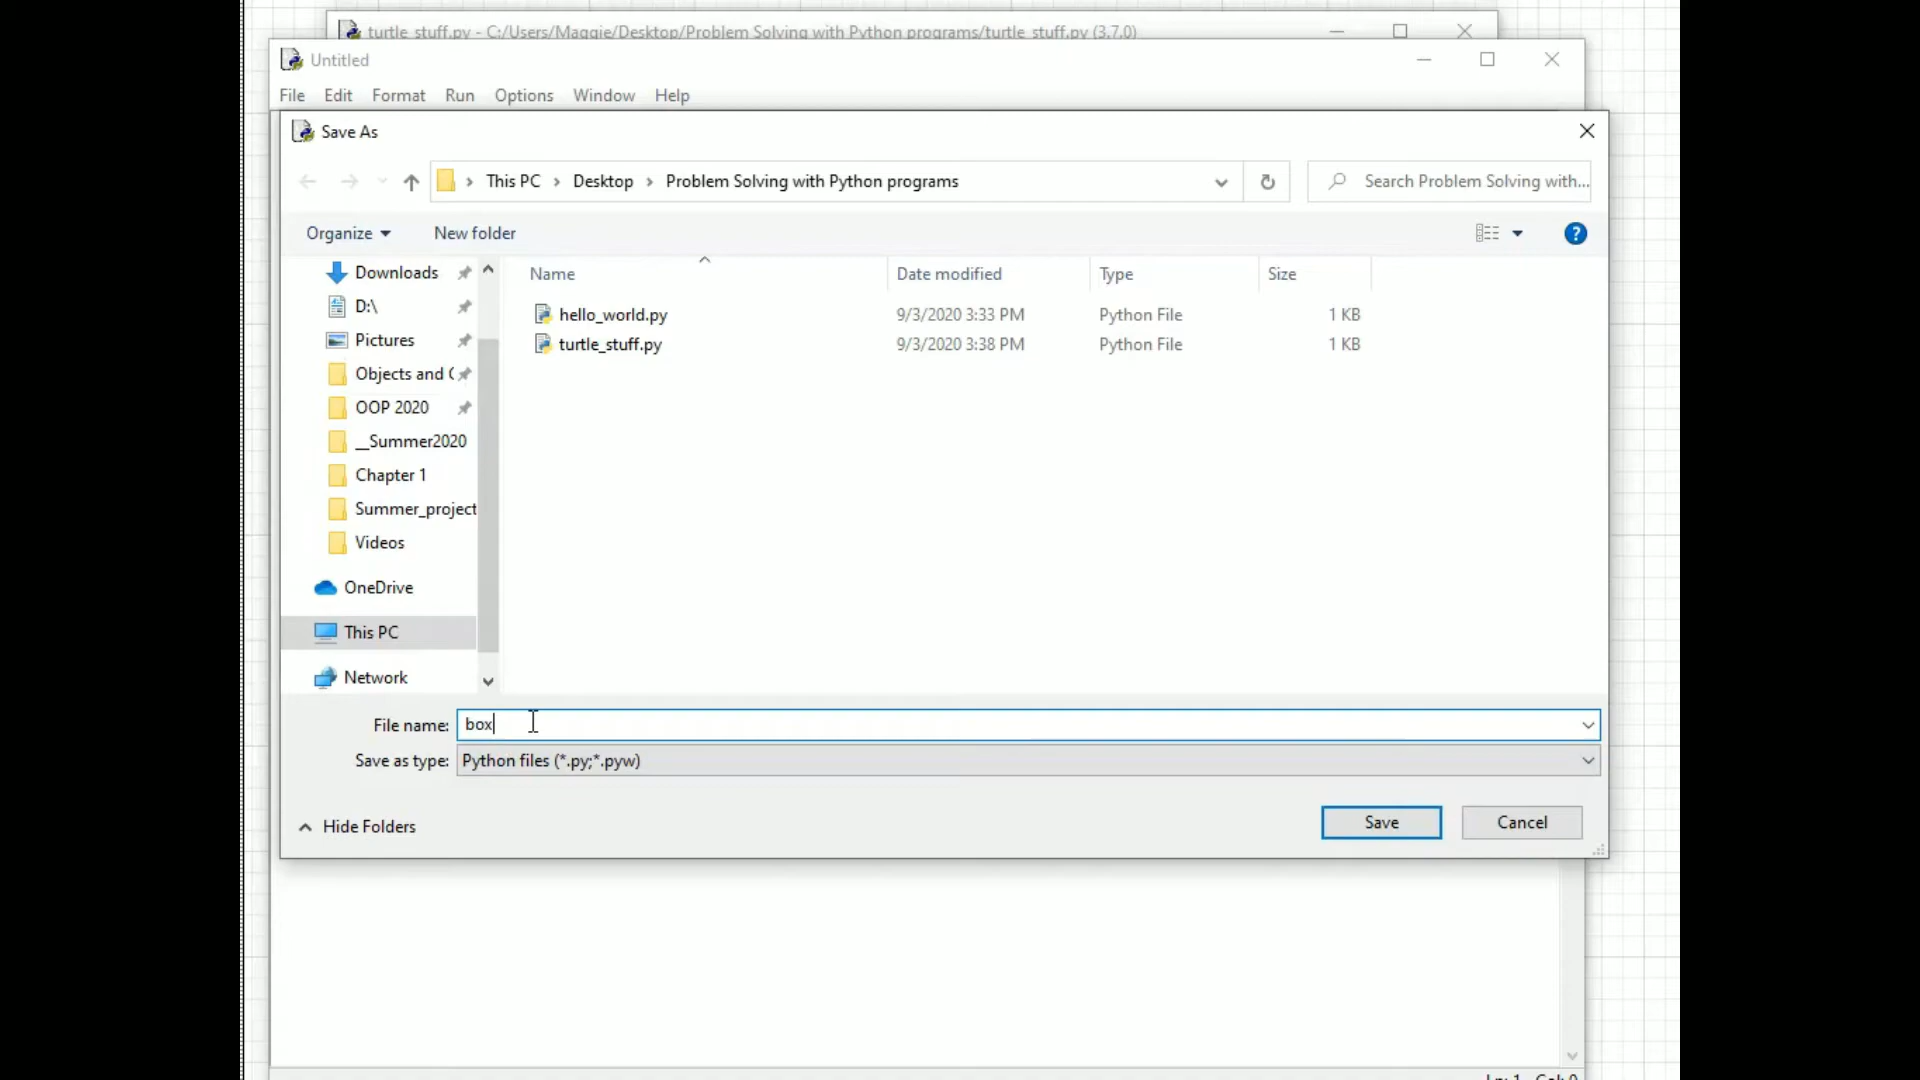 turtle_stuff.py - C:/Users/Maggie/Desktop/Problem Solving with Python programs/turtle_stuff.py (3.7.0)
Untitled
File Edit Format Run Options Window Help
Save As
This PC Desktop Problem Solving with Python programs Search Problem Solving with...
Organize New folder
Name Date modified Type Size
Downloads
D:\
Pictures
Objects and
OOP 2020
__Summer2020
Chapter 1
Summer_project
Videos
OneDrive
This PC
Network
hello_world.py 9/3/2020 3:33 PM Python File 1 KB
turtle_stuff.py 9/3/2020 3:38 PM Python File 1 KB
File name: box
Save as type: Python files (*.py;*.pyw)
Hide Folders Save Cancel